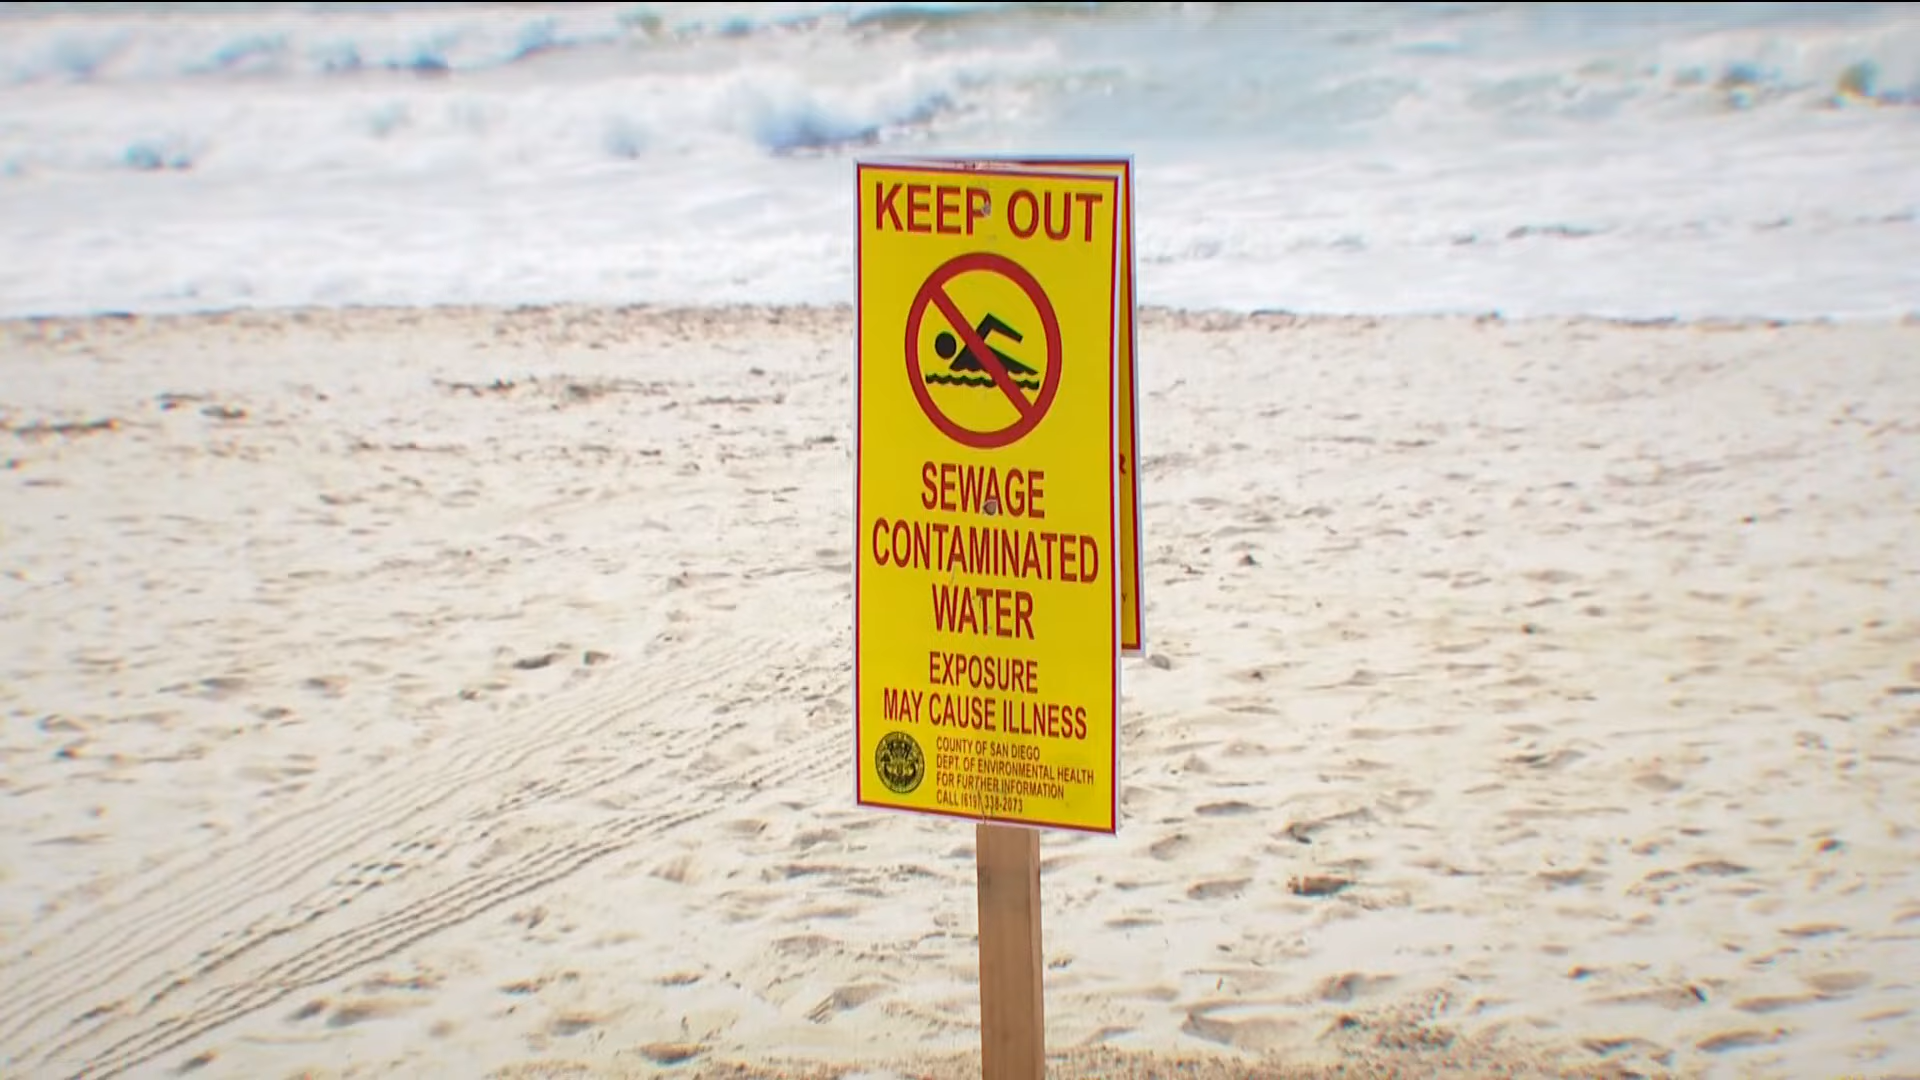 KEEP OUT
SEWAGE
CONTAMINATED
WATER
EXPOSURE
MAY CAUSE ILLNESS
COUNTY OF SAN DIEGO
DEPT. OF ENVIRONMENTAL HEALTH
FOR FURTHER INFORMATION
CALL (619) 338-2073